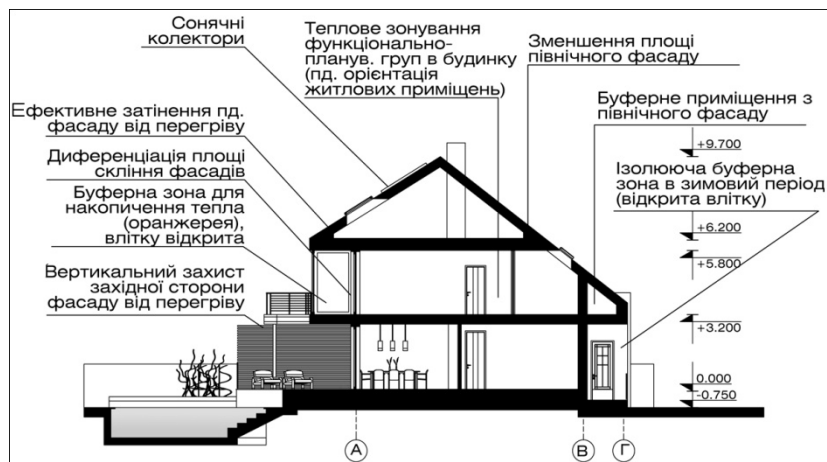 Сонячні
колектори
Теплове зонування
функціонально-
планув. груп в будинку
(пд. орієнтація
житлових приміщень)
Зменшення площі
північного фасаду
Ефективне затінення пд.
фасаду від перегріву
Диференціація площі
скління фасадів
Буферна зона для
накопичення тепла
(оранжерея),
влітку відкрита
Вертикальний захист
західної сторони
фасаду від перегріву
Буферне приміщення з
північного фасаду
Ізолююча буферна
зона в зимовий період
(відкрита влітку)
+9.700
+6.200
+5.800
+3.200
0.000
-0.750
А
В
Г